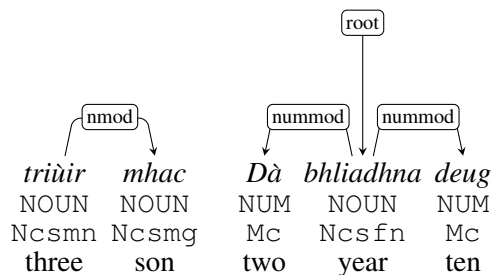 root
nmod nummod nummod
triùir mhac Dà bhliadhna deug
NOUN NOUN NUM NOUN NUM
Ncsmn Ncsmg Mc Ncsfn Mc
three son two year ten